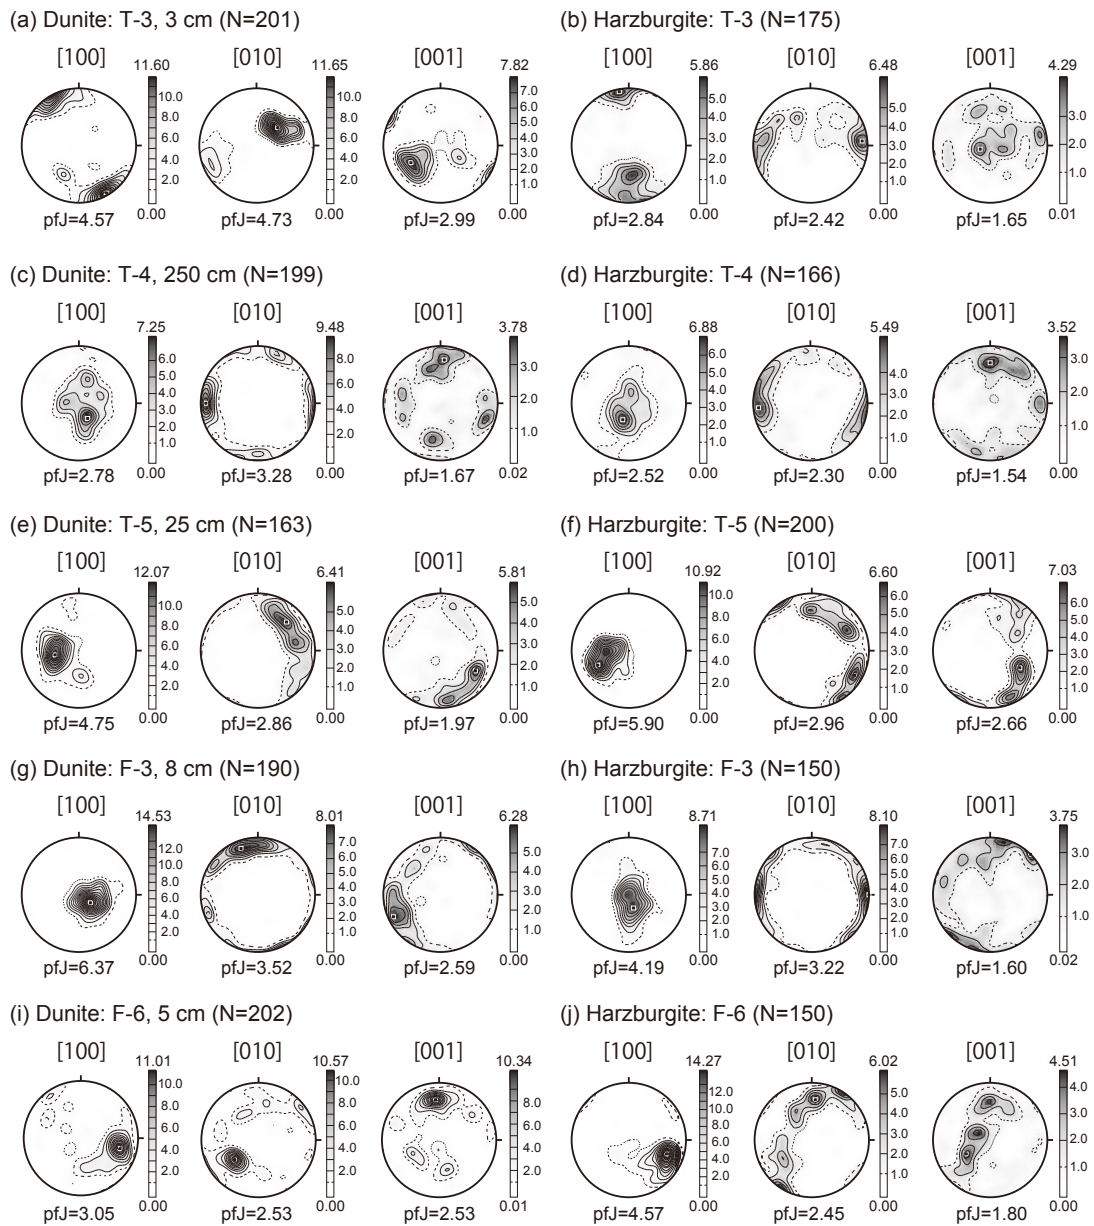 (a) Dunite: T-3, 3 cm (N=201)
[100] [010] [001]
11.60 11.65 7.82
10.0 8.0 6.0 4.0 2.0 0.00
10.0 8.0 6.0 4.0 2.0 0.00
7.0 6.0 5.0 4.0 3.0 2.0 1.0 0.00
pfJ=4.57 pfJ=4.73 pfJ=2.99
(b) Harzburgite: T-3 (N=175)
[100] [010] [001]
5.86 6.48 4.29
5.0 4.0 3.0 2.0 1.0 0.00
5.0 4.0 3.0 2.0 1.0 0.00
3.0 2.0 1.0 0.01
pfJ=2.84 pfJ=2.42 pfJ=1.65
(c) Dunite: T-4, 250 cm (N=199)
[100] [010] [001]
7.25 9.48 3.78
6.0 5.0 4.0 3.0 2.0 1.0 0.00
8.0 6.0 4.0 2.0 0.00
3.0 2.0 1.0 0.02
pfJ=2.78 pfJ=3.28 pfJ=1.67
(d) Harzburgite: T-4 (N=166)
[100] [010] [001]
6.88 5.49 3.52
6.0 5.0 4.0 3.0 2.0 1.0 0.00
4.0 3.0 2.0 1.0 0.00
3.0 2.0 1.0 0.00
pfJ=2.52 pfJ=2.30 pfJ=1.54
(e) Dunite: T-5, 25 cm (N=163)
[100] [010] [001]
12.07 6.41 5.81
10.0 8.0 6.0 4.0 2.0 0.00
5.0 4.0 3.0 2.0 1.0 0.00
5.0 4.0 3.0 2.0 1.0 0.00
pfJ=4.75 pfJ=2.86 pfJ=1.97
(f) Harzburgite: T-5 (N=200)
[100] [010] [001]
10.92 6.60 7.03
10.0 8.0 6.0 4.0 2.0 0.00
5.0 4.0 3.0 2.0 1.0 0.00
6.0 5.0 4.0 3.0 2.0 1.0 0.00
pfJ=5.90 pfJ=2.96 pfJ=2.66
(g) Dunite: F-3, 8 cm (N=190)
[100] [010] [001]
14.53 8.01 6.28
12.0 10.0 8.0 6.0 4.0 2.0 0.00
7.0 6.0 5.0 4.0 3.0 2.0 1.0 0.00
5.0 4.0 3.0 2.0 1.0 0.00
pfJ=6.37 pfJ=3.52 pfJ=2.59
(h) Harzburgite: F-3 (N=150)
[100] [010] [001]
8.71 8.10 3.75
7.0 6.0 5.0 4.0 3.0 2.0 1.0 0.00
7.0 6.0 5.0 4.0 3.0 2.0 1.0 0.00
3.0 2.0 1.0 0.02
pfJ=4.19 pfJ=3.22 pfJ=1.60
(i) Dunite: F-6, 5 cm (N=202)
[100] [010] [001]
11.01 10.57 10.34
10.0 8.0 6.0 4.0 2.0 0.00
10.0 8.0 6.0 4.0 2.0 0.00
8.0 6.0 4.0 2.0 0.01
pfJ=3.05 pfJ=2.53 pfJ=2.53
(j) Harzburgite: F-6 (N=150)
[100] [010] [001]
14.27 6.02 4.51
12.0 10.0 8.0 6.0 4.0 2.0 0.00
5.0 4.0 3.0 2.0 1.0 0.00
4.0 3.0 2.0 1.0 0.00
pfJ=4.57 pfJ=2.45 pfJ=1.80